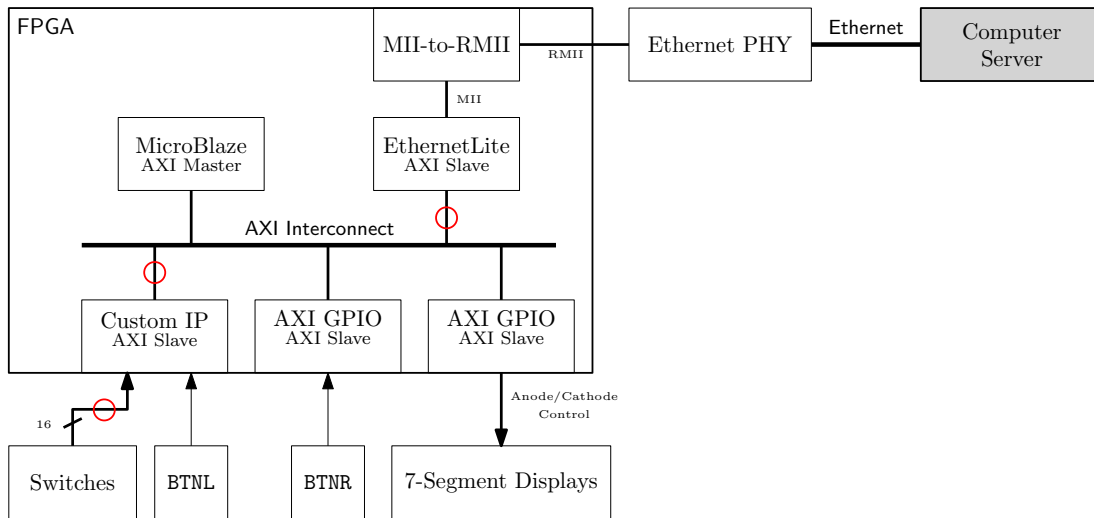 FPGA
MII-to-RMII
RMII
Ethernet PHY
Ethernet
Computer
Server
MII
MicroBlaze
AXI Master
EthernetLite
AXI Slave
AXI Interconnect
Custom IP
AXI Slave
AXI GPIO
AXI Slave
AXI GPIO
AXI Slave
16
Anode/Cathode
Control
Switches
BTNL
BTNR
7-Segment Displays